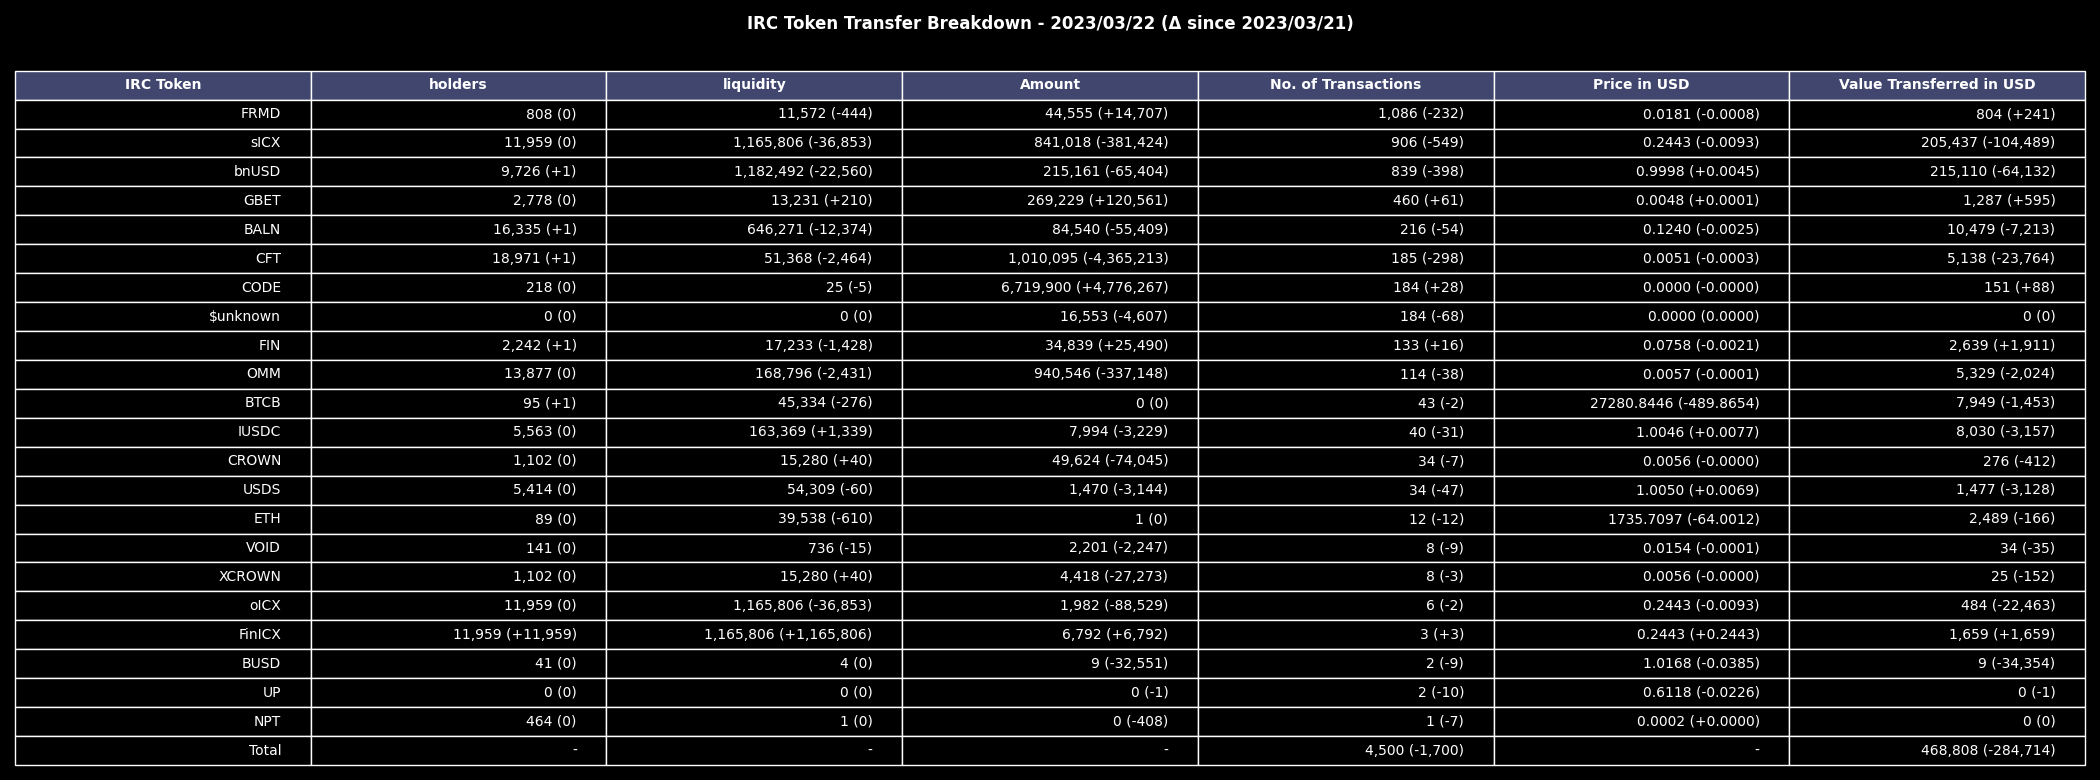 IRC Token Transfer Breakdown - 2023/03/22 (Δ since 2023/03/21)
IRC Token holders liquidity Amount No. of Transactions Price in USD Value Transferred in USD
FRMD 808 (0) 11,572 (-444) 44,555 (+14,707) 1,086 (-232) 0.0181 (-0.0008) 804 (+241)
sICX 11,959 (0) 1,165,806 (-36,853) 841,018 (-381,424) 906 (-549) 0.2443 (-0.0093) 205,437 (-104,489)
bnUSD 9,726 (+1) 1,182,492 (-22,560) 215,161 (-65,404) 839 (-398) 0.9998 (+0.0045) 215,110 (-64,132)
GBET 2,778 (0) 13,231 (+210) 269,229 (+120,561) 460 (+61) 0.0048 (+0.0001) 1,287 (+595)
BALN 16,335 (+1) 646,271 (-12,374) 84,540 (-55,409) 216 (-54) 0.1240 (-0.0025) 10,479 (-7,213)
CFT 18,971 (+1) 51,368 (-2,464) 1,010,095 (-4,365,213) 185 (-298) 0.0051 (-0.0003) 5,138 (-23,764)
CODE 218 (0) 25 (-5) 6,719,900 (+4,776,267) 184 (+28) 0.0000 (-0.0000) 151 (+88)
$unknown 0 (0) 0 (0) 16,553 (-4,607) 184 (-68) 0.0000 (0.0000) 0 (0)
FIN 2,242 (+1) 17,233 (-1,428) 34,839 (+25,490) 133 (+16) 0.0758 (-0.0021) 2,639 (+1,911)
OMM 13,877 (0) 168,796 (-2,431) 940,546 (-337,148) 114 (-38) 0.0057 (-0.0001) 5,329 (-2,024)
BTCB 95 (+1) 45,334 (-276) 0 (0) 43 (-2) 27280.8446 (-489.8654) 7,949 (-1,453)
IUSDC 5,563 (0) 163,369 (+1,339) 7,994 (-3,229) 40 (-31) 1.0046 (+0.0077) 8,030 (-3,157)
CROWN 1,102 (0) 15,280 (+40) 49,624 (-74,045) 34 (-7) 0.0056 (-0.0000) 276 (-412)
USDS 5,414 (0) 54,309 (-60) 1,470 (-3,144) 34 (-47) 1.0050 (+0.0069) 1,477 (-3,128)
ETH 89 (0) 39,538 (-610) 1 (0) 12 (-12) 1735.7097 (-64.0012) 2,489 (-166)
VOID 141 (0) 736 (-15) 2,201 (-2,247) 8 (-9) 0.0154 (-0.0001) 34 (-35)
XCROWN 1,102 (0) 15,280 (+40) 4,418 (-27,273) 8 (-3) 0.0056 (-0.0000) 25 (-152)
oICX 11,959 (0) 1,165,806 (-36,853) 1,982 (-88,529) 6 (-2) 0.2443 (-0.0093) 484 (-22,463)
FinICX 11,959 (+11,959) 1,165,806 (+1,165,806) 6,792 (+6,792) 3 (+3) 0.2443 (+0.2443) 1,659 (+1,659)
BUSD 41 (0) 4 (0) 9 (-32,551) 2 (-9) 1.0168 (-0.0385) 9 (-34,354)
UP 0 (0) 0 (0) 0 (-1) 2 (-10) 0.6118 (-0.0226) 0 (-1)
NPT 464 (0) 1 (0) 0 (-408) 1 (-7) 0.0002 (+0.0000) 0 (0)
Total - - - 4,500 (-1,700) - 468,808 (-284,714)